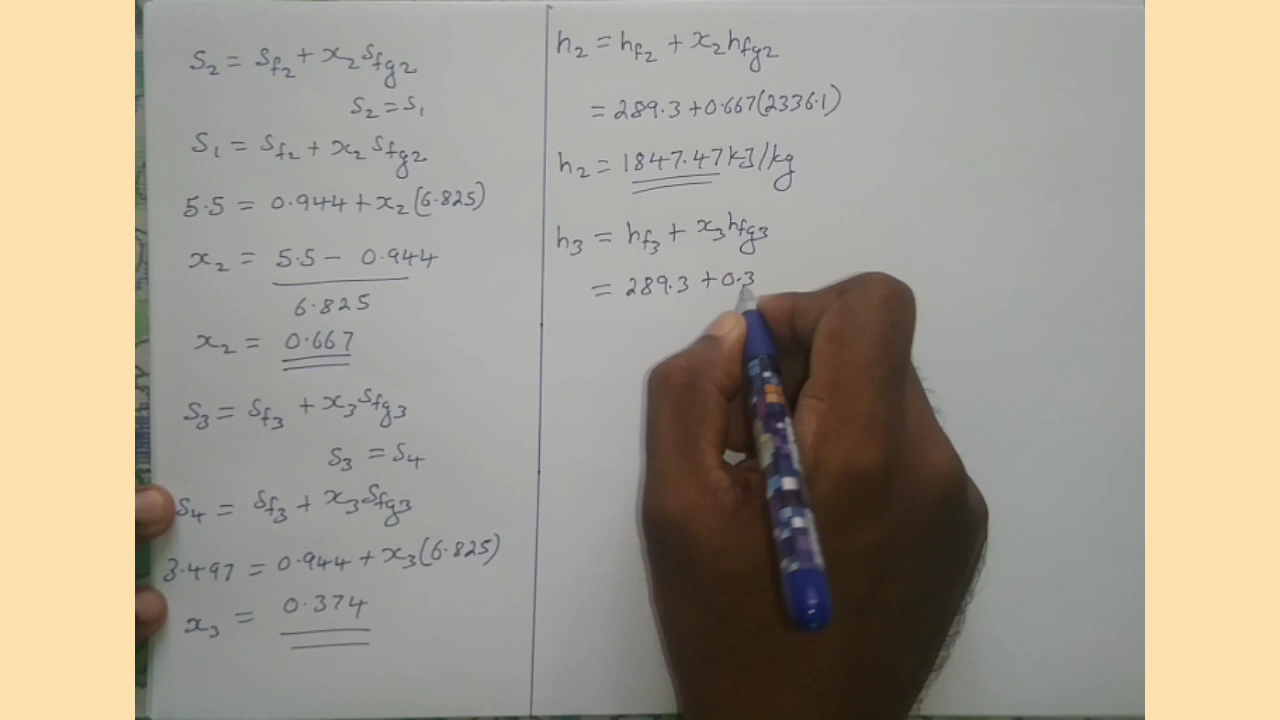 S₂ = Sf₂ + x₂Sfg₂
S₂ = S₁
S₁ = Sf₂ + x₂Sfg₂
5.5 = 0.944 + x₂(6.825)
x₂ = 5.5 - 0.944
6.825
x₂ = 0.667
S₃ = Sf₃ + x₃Sfg₃
S₃ = S₄
S₄ = Sf₃ + x₃Sfg₃
3.497 = 0.944 + x₃(6.825)
x₃ = 0.374
h₂ = hf₂ + x₂hfg₂
= 289.3 + 0.667(2336.1)
h₂ = 1847.47 kJ/kg
h₃ = hf₃ + x₃hfg₃
= 289.3 + 0.3